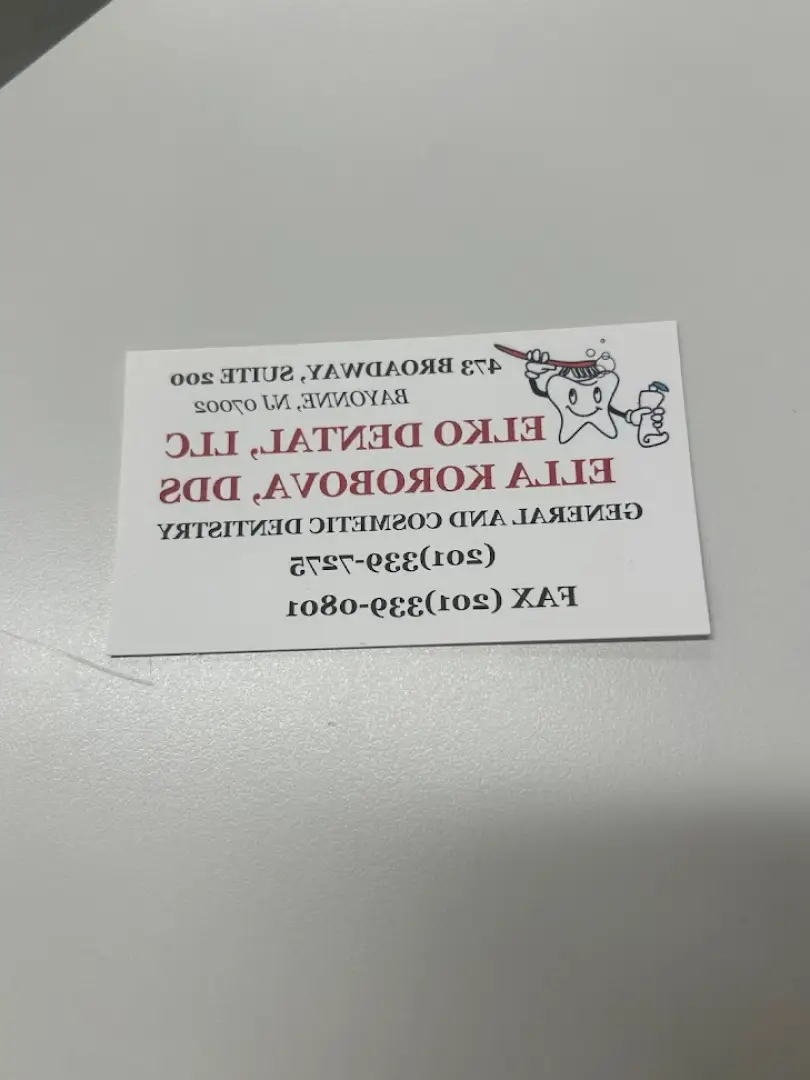 473 BROADWAY, SUITE 200
BAYONNE, NJ 07002
ELKO DENTAL, LLC
ELLA KOROBOVA, DDS
GENERAL AND COSMETIC DENTISTRY
(201)339-7275
FAX (201)339-0801